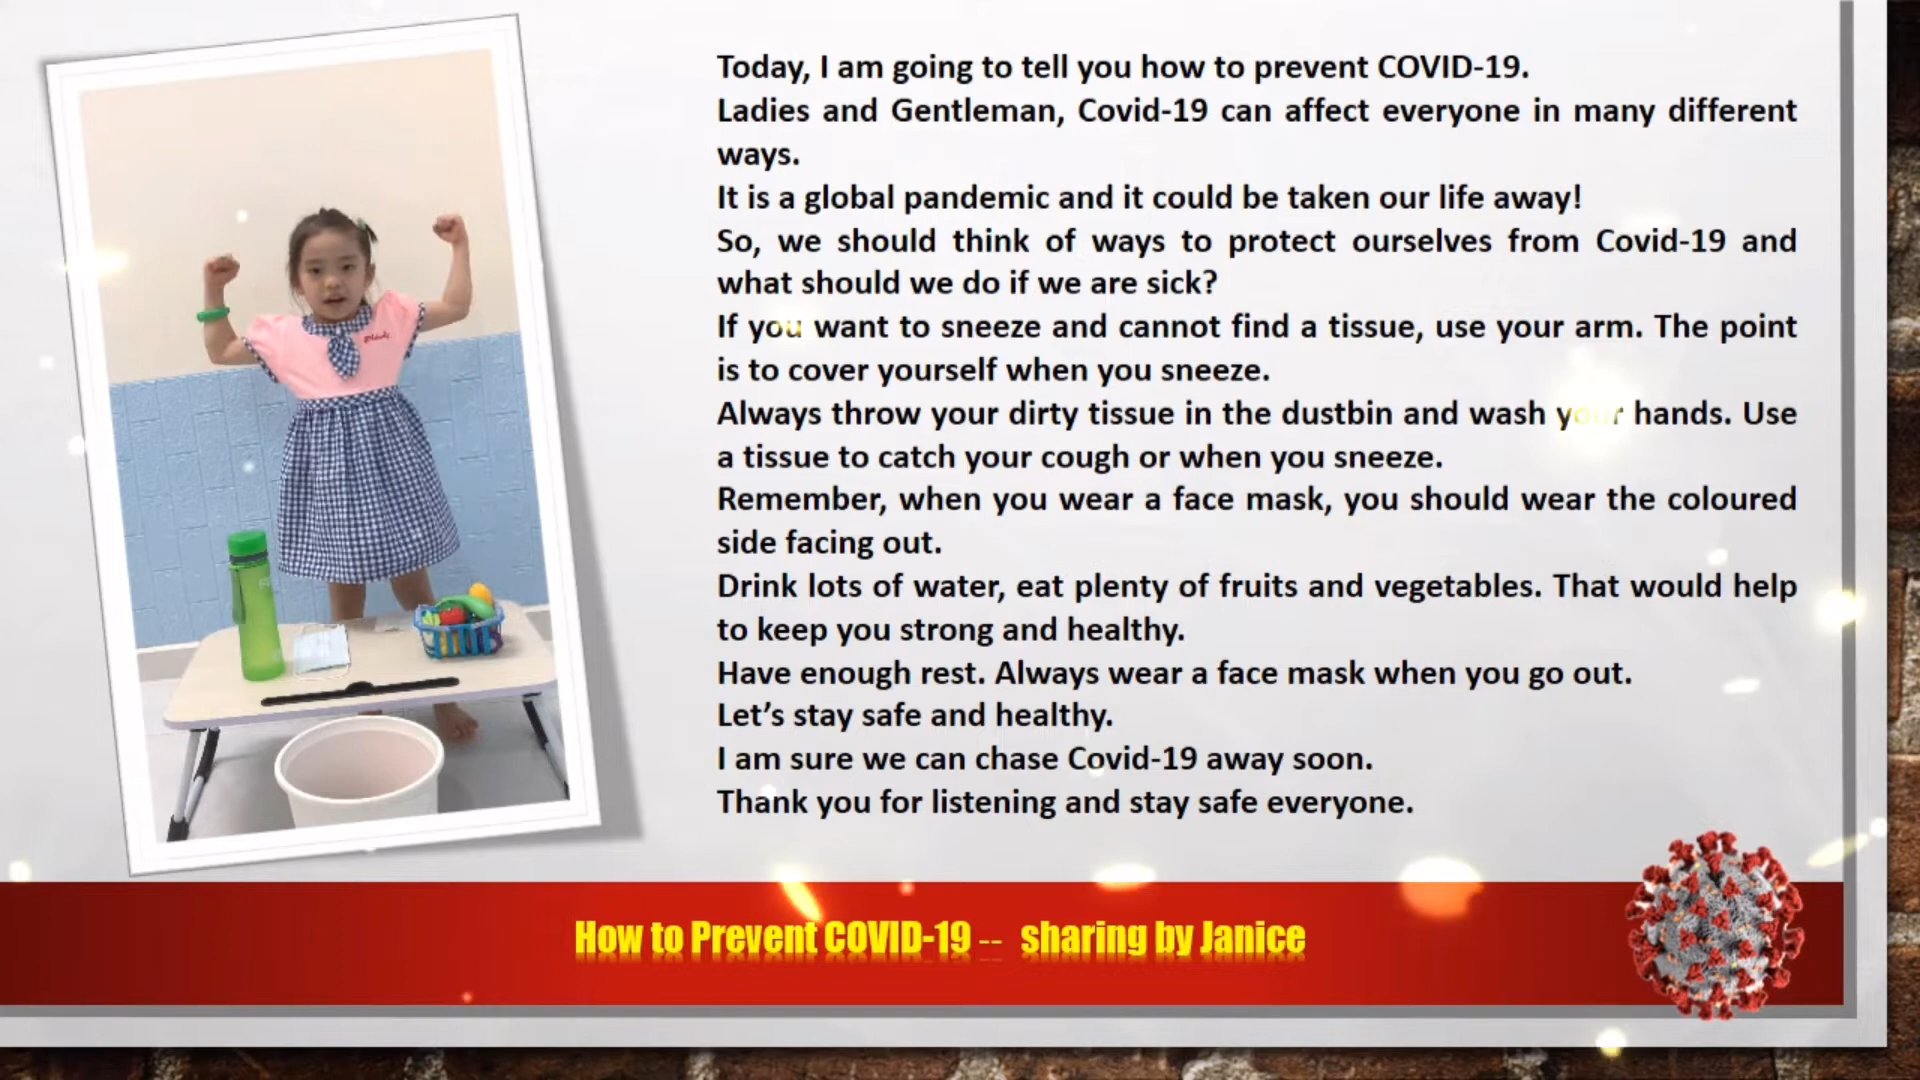 Today, I am going to tell you how to prevent COVID-19.
Ladies and Gentleman, Covid-19 can affect everyone in many different
ways.
It is a global pandemic and it could be taken our life away!
So, we should think of ways to protect ourselves from Covid-19 and
what should we do if we are sick?
If you want to sneeze and cannot find a tissue, use your arm. The point
is to cover yourself when you sneeze.
Always throw your dirty tissue in the dustbin and wash your hands. Use
a tissue to catch your cough or when you sneeze.
Remember, when you wear a face mask, you should wear the coloured
side facing out.
Drink lots of water, eat plenty of fruits and vegetables. That would help
to keep you strong and healthy.
Have enough rest. Always wear a face mask when you go out.
Let’s stay safe and healthy.
I am sure we can chase Covid-19 away soon.
Thank you for listening and stay safe everyone.
How to Prevent COVID-19 -- sharing by Janice